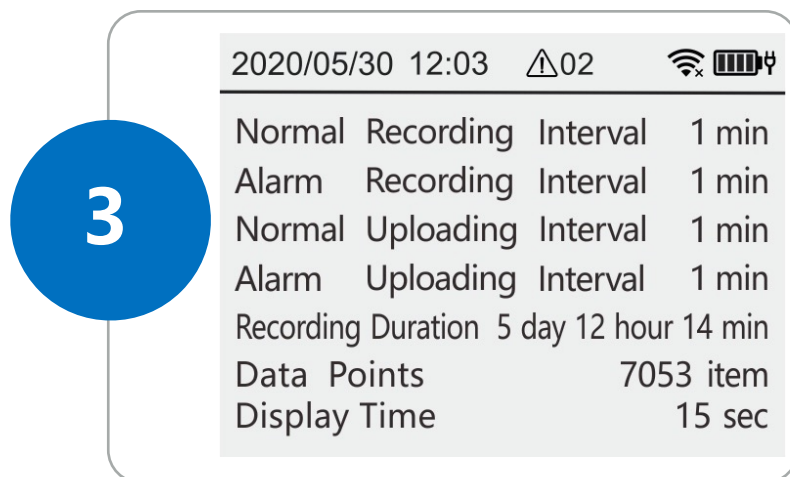 3
2020/05/30 12:03 ⚠02
Normal Recording Interval 1 min
Alarm Recording Interval 1 min
Normal Uploading Interval 1 min
Alarm Uploading Interval 1 min
Recording Duration 5 day 12 hour 14 min
Data Points 7053 item
Display Time 15 sec